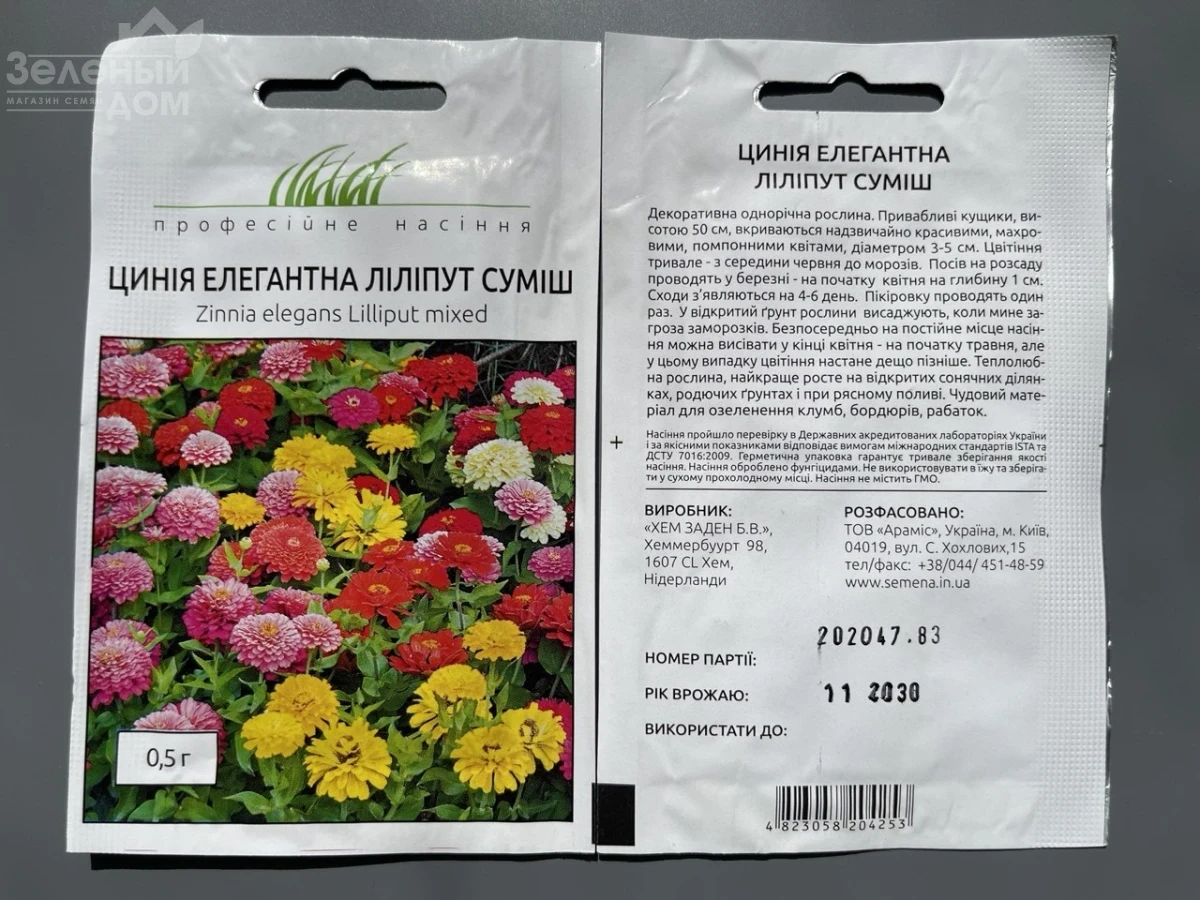 Зеленый
МАГАЗИН СЕМЯН
ДОМ
професійне насіння
ЦИНІЯ ЕЛЕГАНТНА ЛІЛІПУТ СУМІШ
Zinnia elegans Lilliput mixed
0,5 г
ЦИНІЯ ЕЛЕГАНТНА
ЛІЛІПУТ СУМІШ
Декоративна однорічна рослина. Привабливі кущики, ви-
сотою 50 см, вкриваються надзвичайно красивими, махро-
вими, помпонними квітами, діаметром 3-5 см. Цвітіння
тривале - з середини червня до морозів. Посів на розсаду
проводять у березні - на початку квітня на глибину 1 см.
Сходи з’являються на 4-6 день. Пікіровку проводять один
раз. У відкритий ґрунт рослини висаджують, коли мине за-
гроза заморозків. Безпосередньо на постійне місце насін-
ня можна висівати у кінці квітня - на початку травня, але
у цьому випадку цвітіння настане дещо пізніше. Теплолюб-
на рослина, найкраще росте на відкритих сонячних ділян-
ках, родючих ґрунтах і при рясному поливі. Чудовий мате-
ріал для озеленення клумб, бордюрів, рабаток.
Насіння пройшло перевірку в Державних акредитованих лабораторіях України
і за якісними показниками відповідає вимогам міжнародних стандартів ISTA та
ДСТУ 7016:2009. Герметична упаковка гарантує тривале зберігання якості
насіння. Насіння оброблено фунгіцидами. Не використовувати в їжу та зберіга-
ти у сухому прохолодному місці. Насіння не містить ГМО.
ВИРОБНИК:
«ХЕМ ЗАДЕН Б.В.»,
Хеммербуурт 98,
1607 CL Хем,
Нідерланди
РОЗФАСОВАНО:
ТОВ «Араміс», Україна, м. Київ,
04019, вул. С. Хохлових,15
тел/факс: +38/044/ 451-48-59
www.semena.in.ua
202047.83
НОМЕР ПАРТІЇ:
РІК ВРОЖАЮ: 11 2030
ВИКОРИСТАТИ ДО:
4 823058 204253